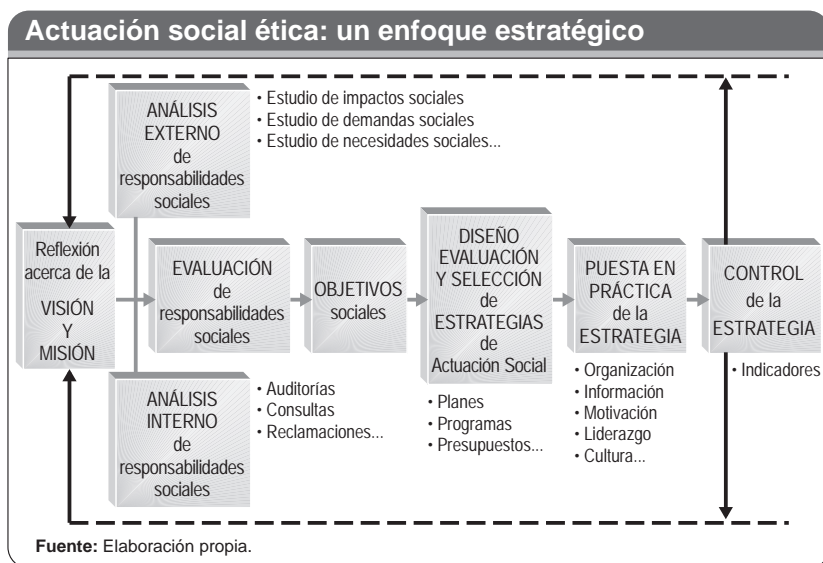 Actuación social ética: un enfoque estratégico
ANÁLISIS
EXTERNO
de
responsabilidades
sociales
• Estudio de impactos sociales
• Estudio de demandas sociales
• Estudio de necesidades sociales...
Reflexión
acerca de la
VISIÓN
Y
MISIÓN
EVALUACIÓN
de
responsabilidades
sociales
OBJETIVOS
sociales
DISEÑO
EVALUACIÓN
Y SELECCIÓN
de
ESTRATEGIAS
de
Actuación Social
PUESTA EN
PRÁCTICA
de la
ESTRATEGIA
CONTROL
de la
ESTRATEGIA
ANÁLISIS
INTERNO
de
responsabilidades
sociales
• Auditorías
• Consultas
• Reclamaciones...
• Planes
• Programas
• Presupuestos...
• Organización
• Información
• Motivación
• Liderazgo
• Cultura...
• Indicadores
Fuente: Elaboración propia.